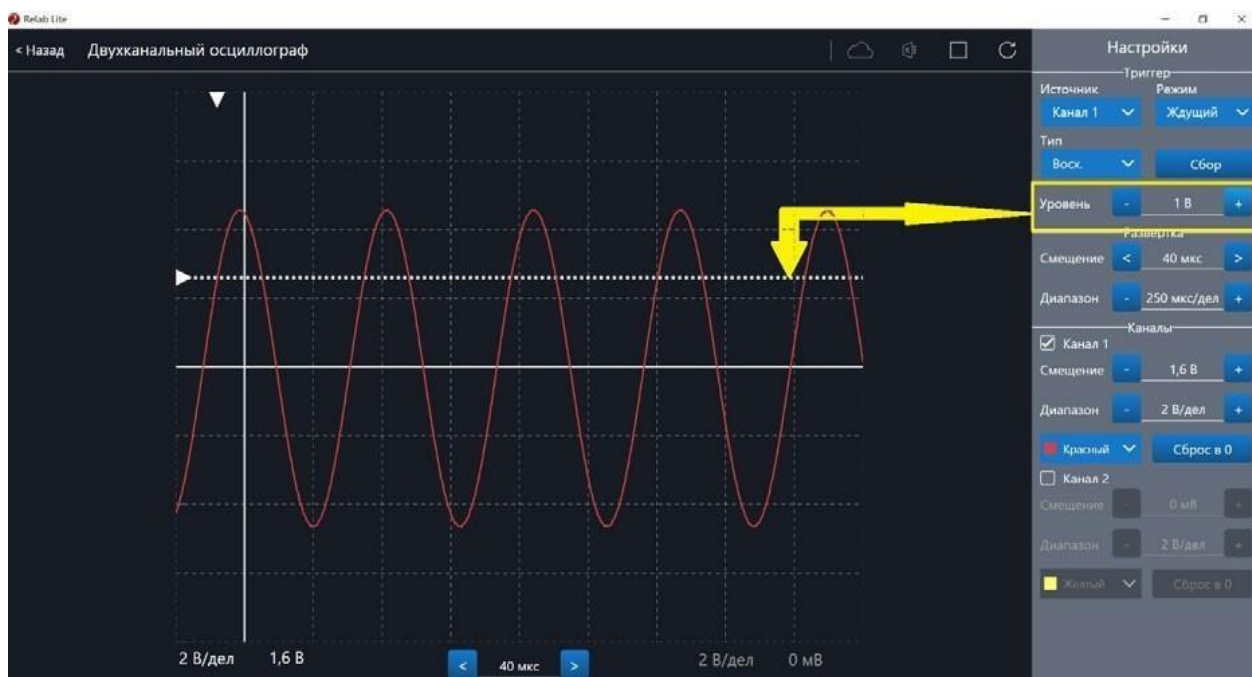 Relab Lite
< Назад Двухканальный осциллограф
Настройки
Триггер
Источник Режим
Канал 1 Ждущий
Тип
Восх. Сбор
Уровень - 1 В +
Развертка
Смещение < 40 мкс >
Диапазон - 250 мкс/дел +
Каналы
Канал 1
Смещение - 1,6 В +
Диапазон - 2 В/дел +
Красный Сброс в 0
Канал 2
Смещение - 0 мВ +
Диапазон - 2 В/дел +
Желтый Сброс в 0
2 В/дел 1,6 В < 40 мкс > 2 В/дел 0 мВ